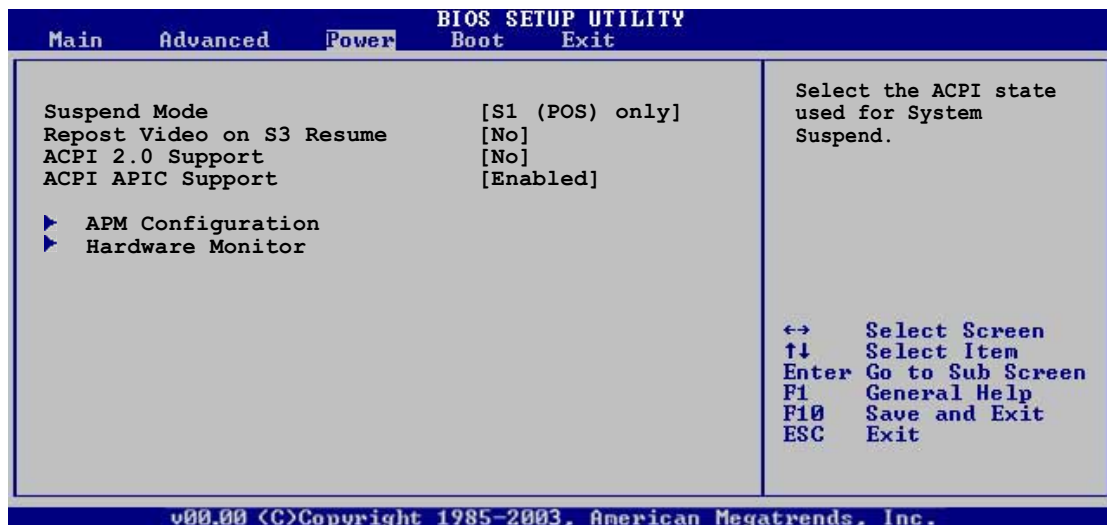 BIOS SETUP UTILITY
Main Advanced Power Boot Exit
Suspend Mode [S1 (POS) only]
Repost Video on S3 Resume [No]
ACPI 2.0 Support [No]
ACPI APIC Support [Enabled]
APM Configuration
Hardware Monitor
Select the ACPI state
used for System
Suspend.
←→ Select Screen
↑↓ Select Item
Enter Go to Sub Screen
F1 General Help
F10 Save and Exit
ESC Exit
v00.00 (C)Copyright 1985-2003, American Megatrends, Inc.